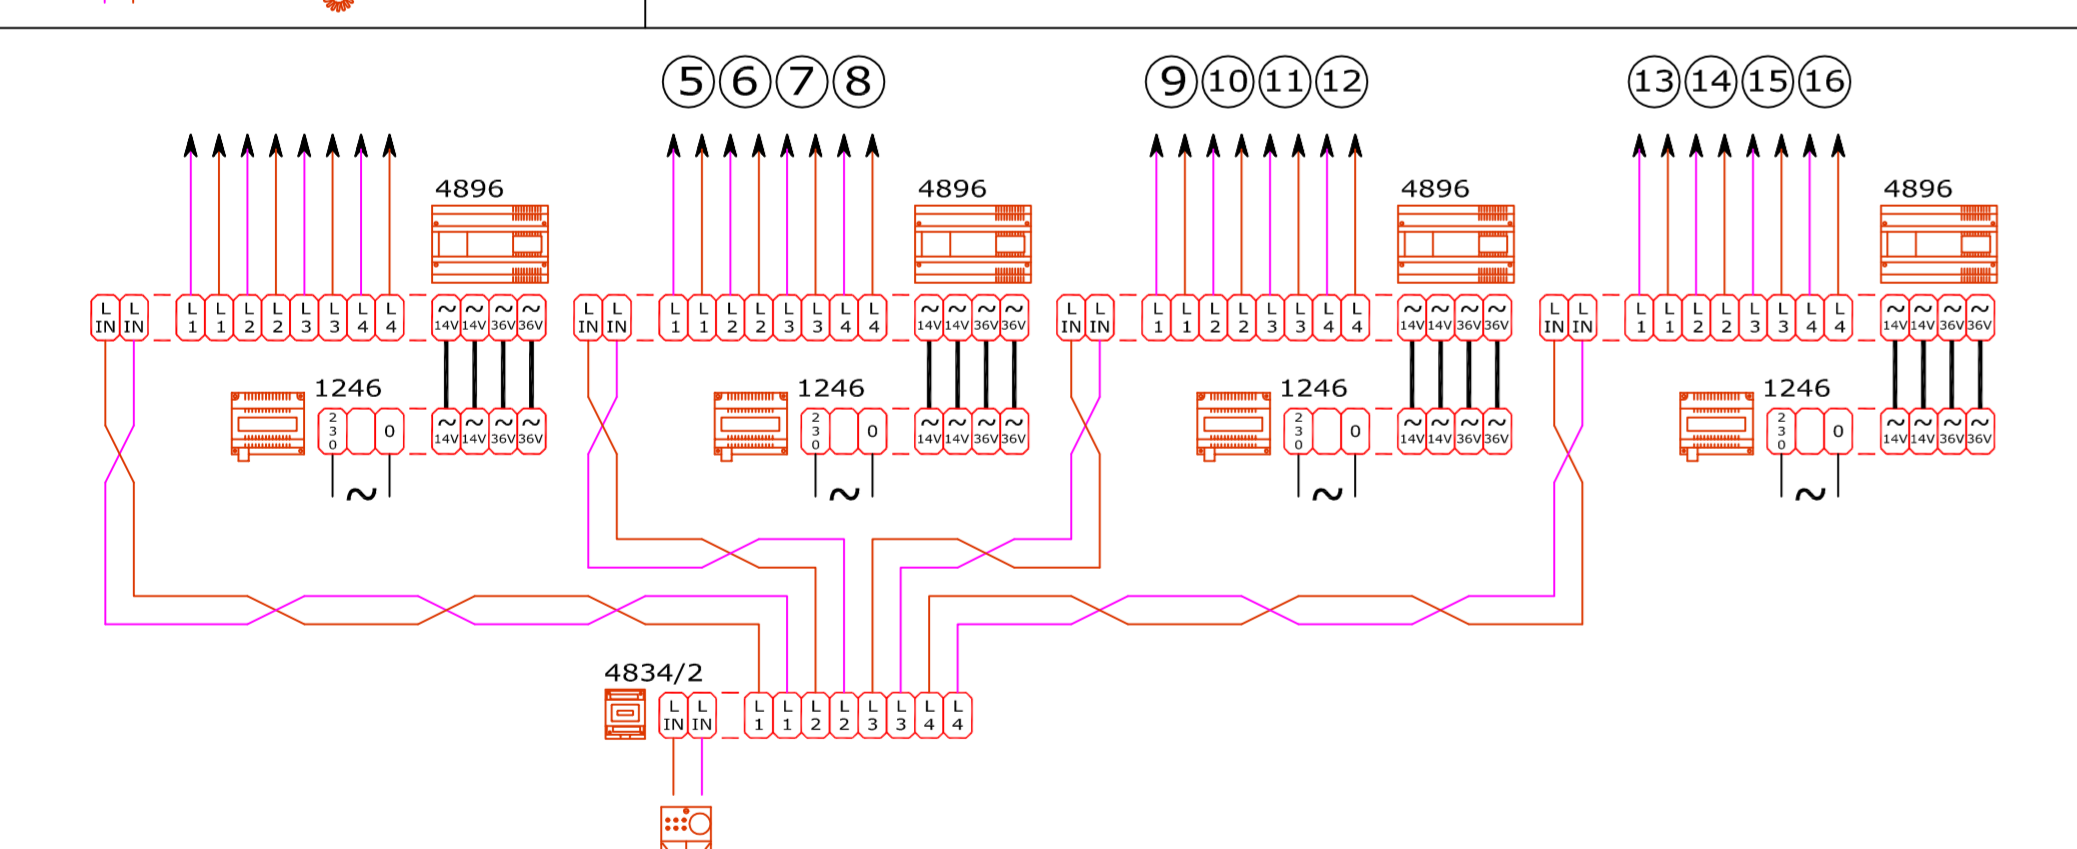 5 6 7 8 9 10 11 12 13 14 15 16
4896 4896 4896 4896
L IN L IN L 1 L 1 L 2 L 2 L 3 L 3 L 4 L 4 ~ 14V ~ 14V ~ 36V ~ 36V L IN L IN L 1 L 1 L 2 L 2 L 3 L 3 L 4 L 4 ~ 14V ~ 14V ~ 36V ~ 36V L IN L IN L 1 L 1 L 2 L 2 L 3 L 3 L 4 L 4 ~ 14V ~ 14V ~ 36V ~ 36V L IN L IN L 1 L 1 L 2 L 2 L 3 L 3 L 4 L 4 ~ 14V ~ 14V ~ 36V ~ 36V
1246 1246 1246 1246
230 0 ~ 14V ~ 14V ~ 36V ~ 36V 230 0 ~ 14V ~ 14V ~ 36V ~ 36V 230 0 ~ 14V ~ 14V ~ 36V ~ 36V 230 0 ~ 14V ~ 14V ~ 36V ~ 36V
~ ~ ~ ~
4834/2
L IN L IN L 1 L 1 L 2 L 2 L 3 L 3 L 4 L 4